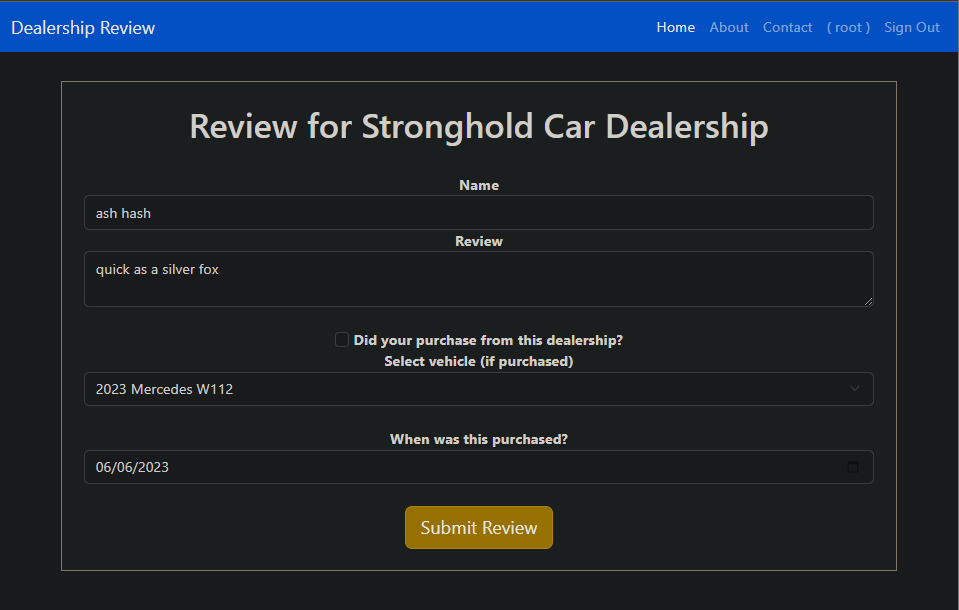 Dealership Review Home About Contact ( root ) Sign Out
Review for Stronghold Car Dealership
Name
ash hash
Review
quick as a silver fox
Did your purchase from this dealership?
Select vehicle (if purchased)
2023 Mercedes W112
When was this purchased?
06/06/2023
Submit Review